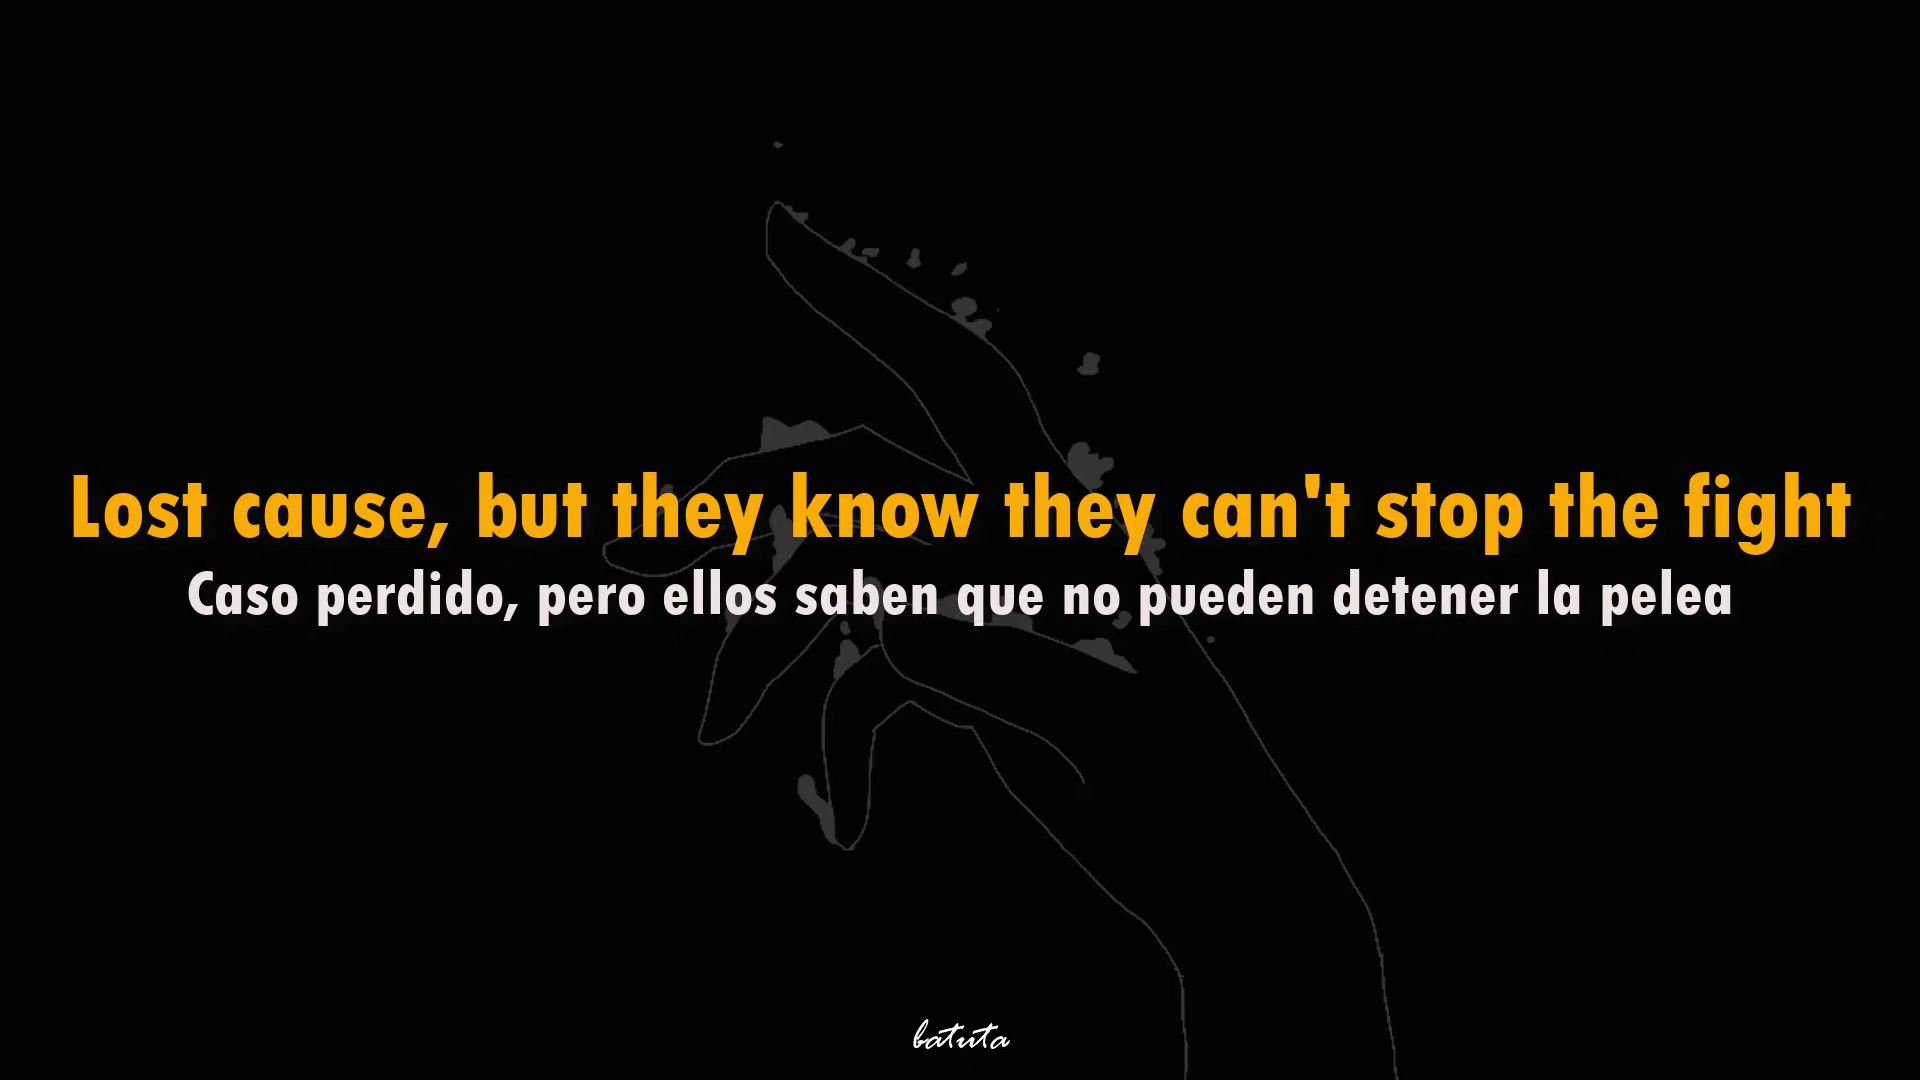 Lost cause, but they know they can't stop the fight
Caso perdido, pero ellos saben que no pueden detener la pelea
batuta